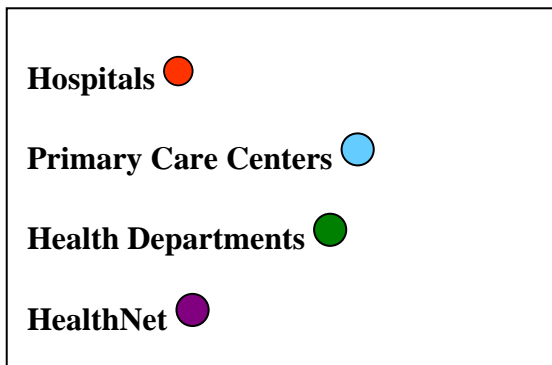 Hospitals
Primary Care Centers
Health Departments
HealthNet